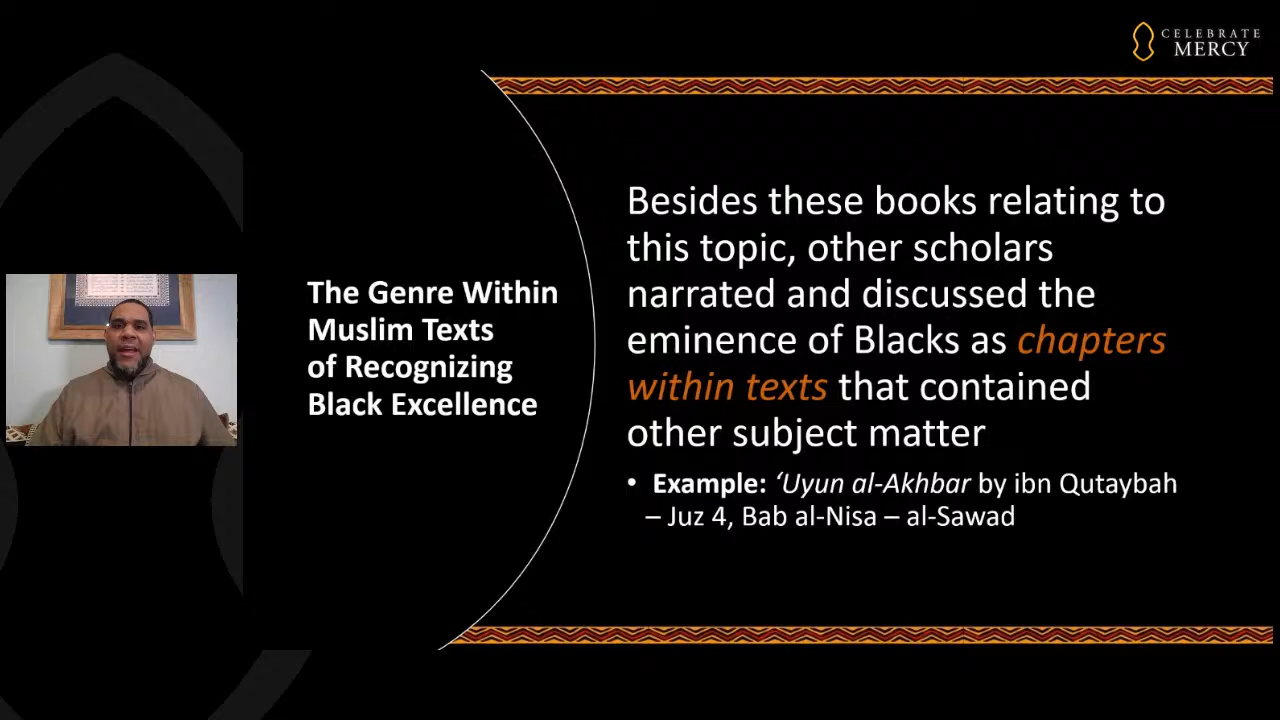 CELEBRATE
MERCY
The Genre Within
Muslim Texts
of Recognizing
Black Excellence
Besides these books relating to
this topic, other scholars
narrated and discussed the
eminence of Blacks as chapters
within texts that contained
other subject matter
• Example: ‘Uyun al-Akhbar by ibn Qutaybah
– Juz 4, Bab al-Nisa – al-Sawad